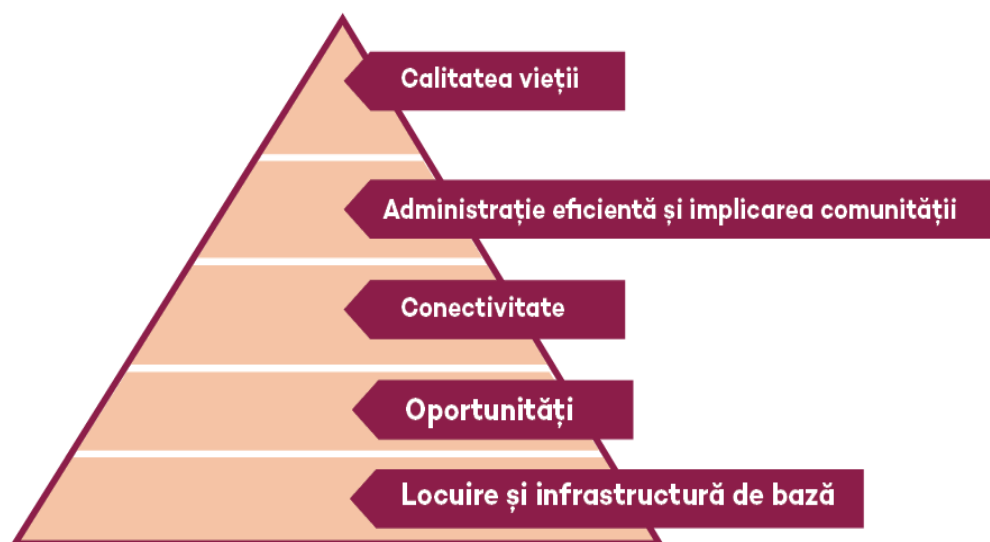 Calitatea vieții
Administrație eficientă și implicarea comunității
Conectivitate
Oportunități
Locuire și infrastructură de bază